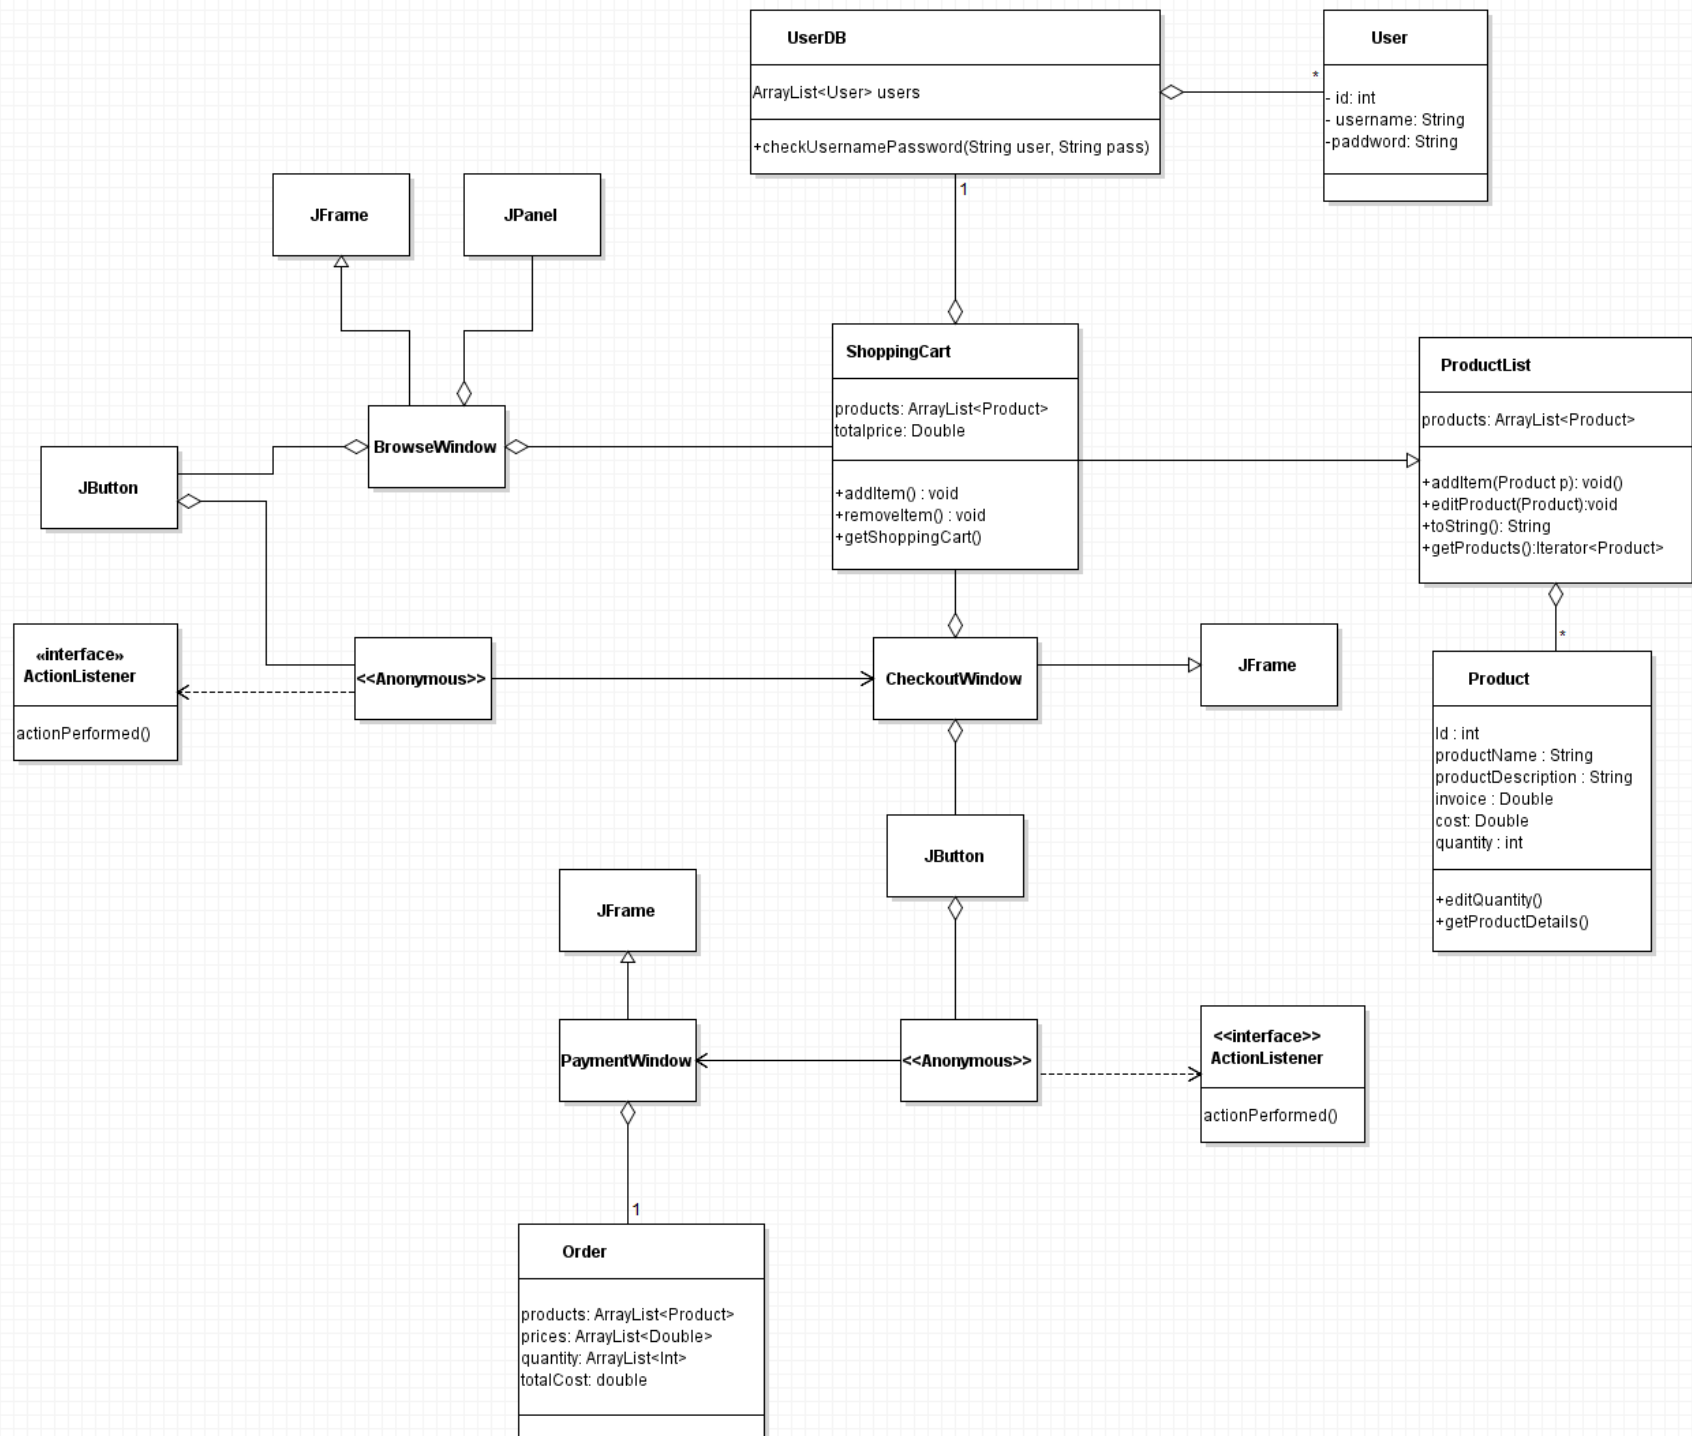 UserDB
ArrayList<User> users
+checkUsernamePassword(String user, String pass)
User
- id: int
- username: String
-paddword: String
*
1
JFrame
JPanel
ShoppingCart
products: ArrayList<Product>
totalprice: Double
+addItem() : void
+removeItem() : void
+getShoppingCart()
ProductList
products: ArrayList<Product>
+addItem(Product p): void()
+editProduct(Product):void
+toString(): String
+getProducts():Iterator<Product>
BrowseWindow
JButton
*
«interface»
ActionListener
actionPerformed()
<<Anonymous>>
CheckoutWindow
JFrame
Product
Id : int
productName : String
productDescription : String
invoice : Double
cost: Double
quantity : int
+editQuantity()
+getProductDetails()
JButton
JFrame
PaymentWindow
<<Anonymous>>
<<interface>>
ActionListener
actionPerformed()
1
Order
products: ArrayList<Product>
prices: ArrayList<Double>
quantity: ArrayList<Int>
totalCost: double